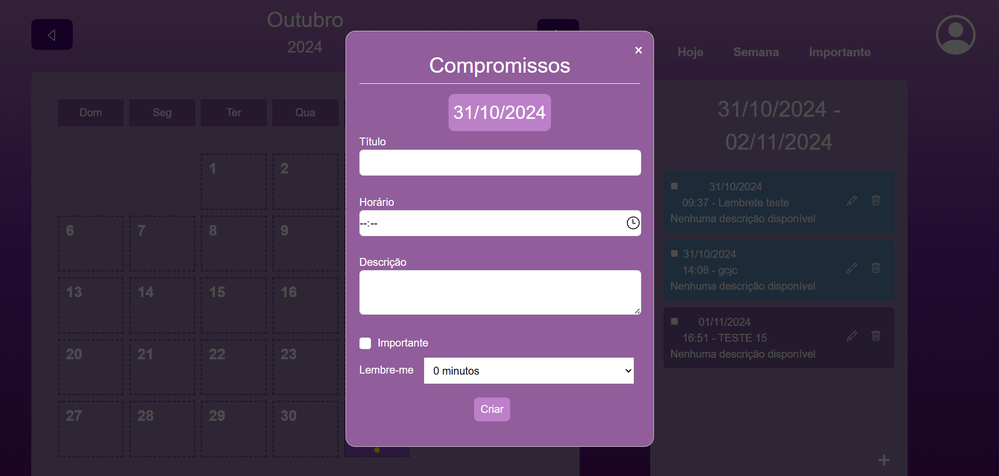 Outubro
2024
Dom Seg Ter Qua
1 2
6 7 8 9
13 14 15 16
20 21 22 23
27 28 29 30
×
Compromissos
31/10/2024
Título
Horário
--:--
Descrição
Importante
Lembre-me 0 minutos
Criar
Hoje Semana Importante
31/10/2024 -
02/11/2024
31/10/2024
09:37 - Lembrete teste
Nenhuma descrição disponível
31/10/2024
14:08 - gcjc
Nenhuma descrição disponível
01/11/2024
16:51 - TESTE 15
Nenhuma descrição disponível
+